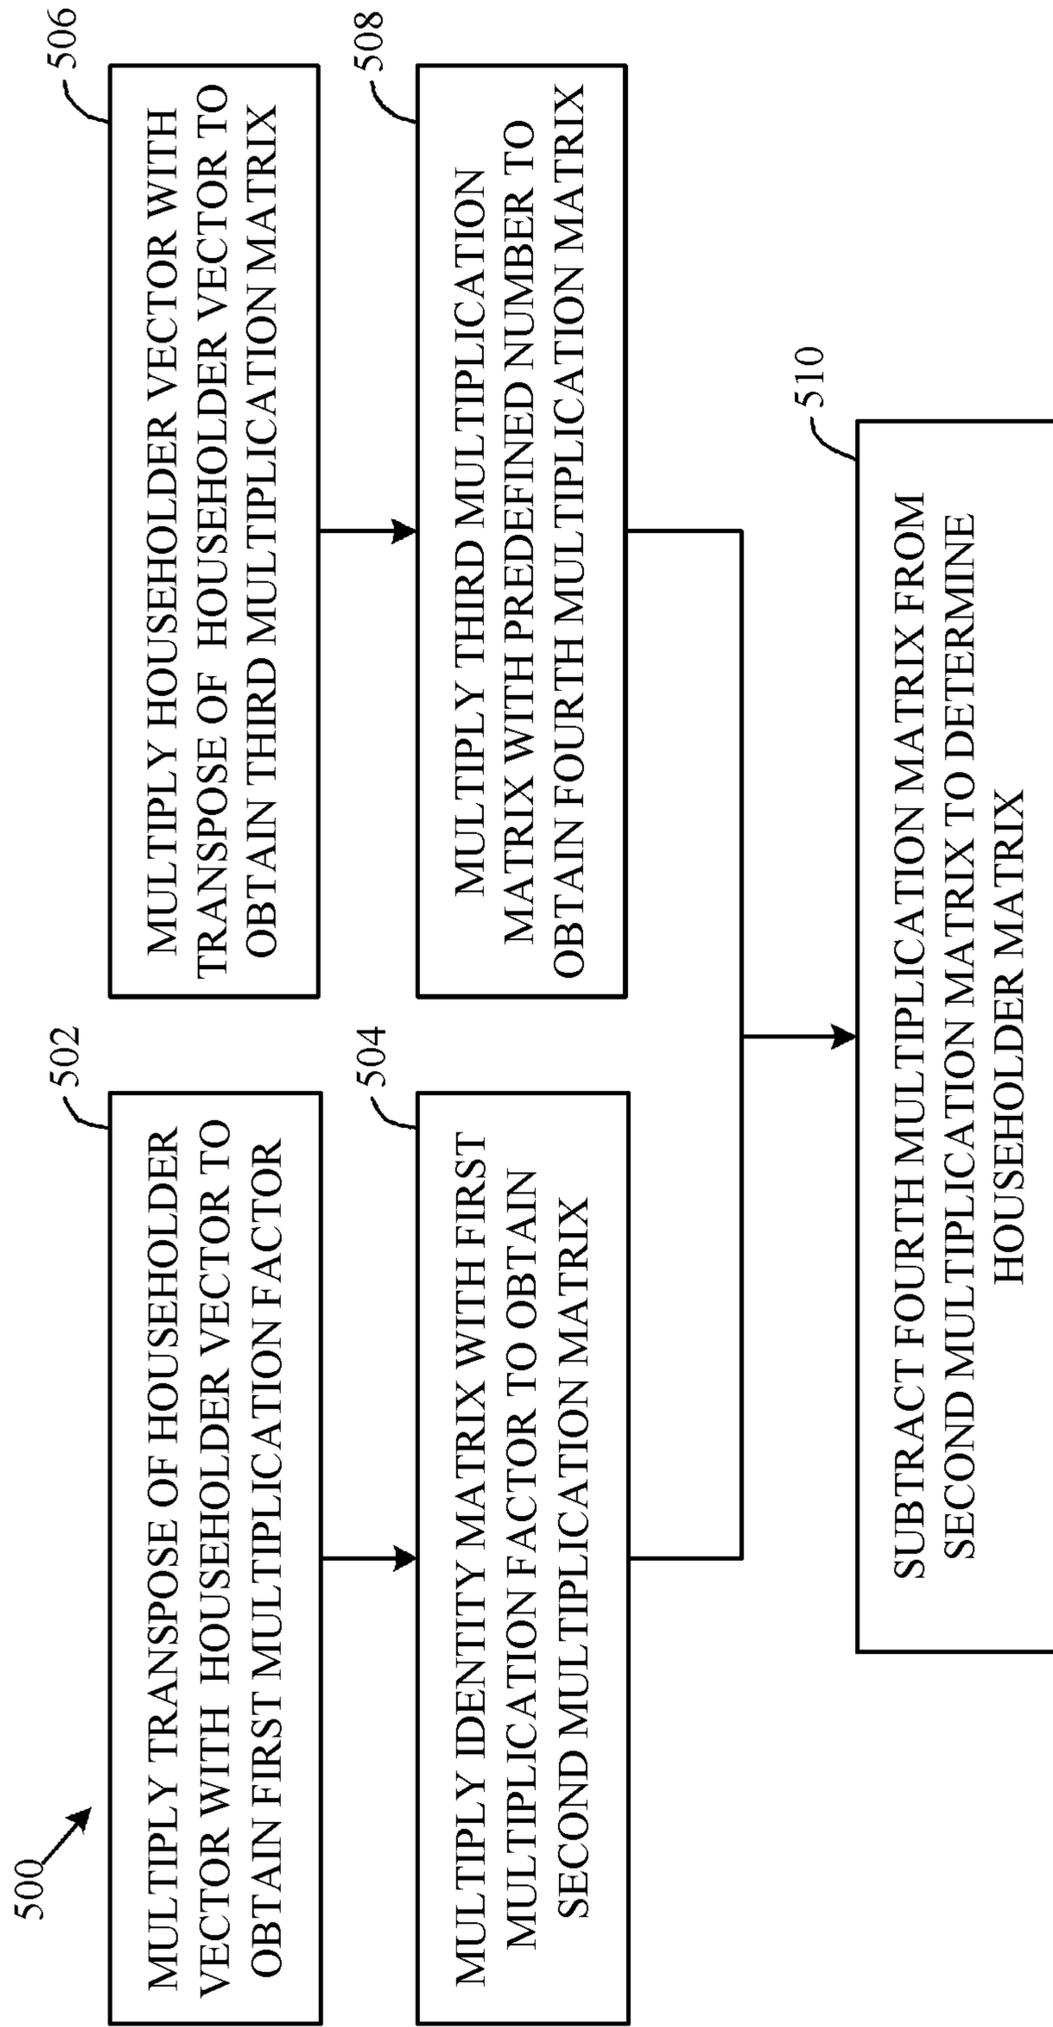 500
502
MULTIPLY TRANSPOSE OF HOUSEHOLDER
VECTOR WITH HOUSEHOLDER VECTOR TO
OBTAIN FIRST MULTIPLICATION FACTOR
506
MULTIPLY HOUSEHOLDER VECTOR WITH
TRANSPOSE OF HOUSEHOLDER VECTOR TO
OBTAIN THIRD MULTIPLICATION MATRIX
504
MULTIPLY IDENTITY MATRIX WITH FIRST
MULTIPLICATION FACTOR TO OBTAIN
SECOND MULTIPLICATION MATRIX
508
MULTIPLY THIRD MULTIPLICATION
MATRIX WITH PREDEFINED NUMBER TO
OBTAIN FOURTH MULTIPLICATION MATRIX
510
SUBTRACT FOURTH MULTIPLICATION MATRIX FROM
SECOND MULTIPLICATION MATRIX TO DETERMINE
HOUSEHOLDER MATRIX